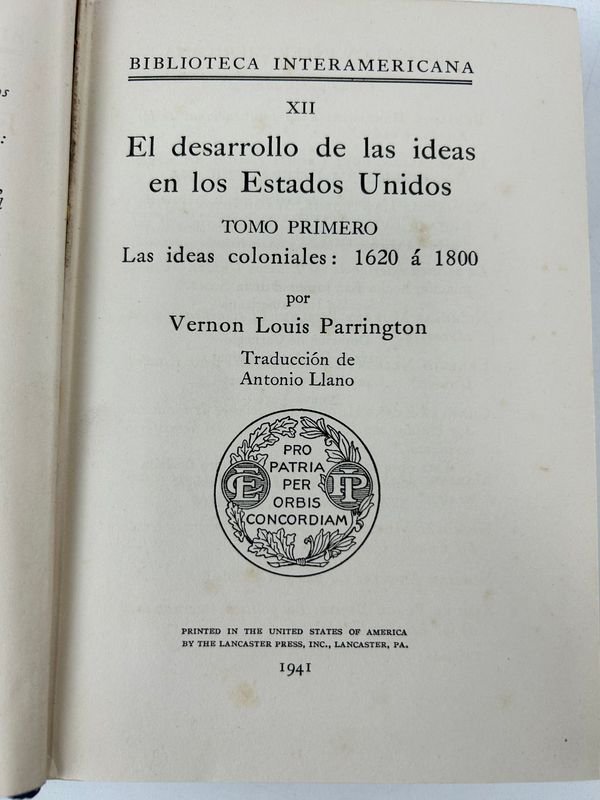 BIBLIOTECA INTERAMERICANA
XII
El desarrollo de las ideas
en los Estados Unidos
TOMO PRIMERO
Las ideas coloniales: 1620 á 1800
por
Vernon Louis Parrington
Traducción de
Antonio Llano
PRO
PATRIA
PER
ORBIS
CONCORDIAM
CE
IP
PRINTED IN THE UNITED STATES OF AMERICA
BY THE LANCASTER PRESS, INC., LANCASTER, PA.
1941